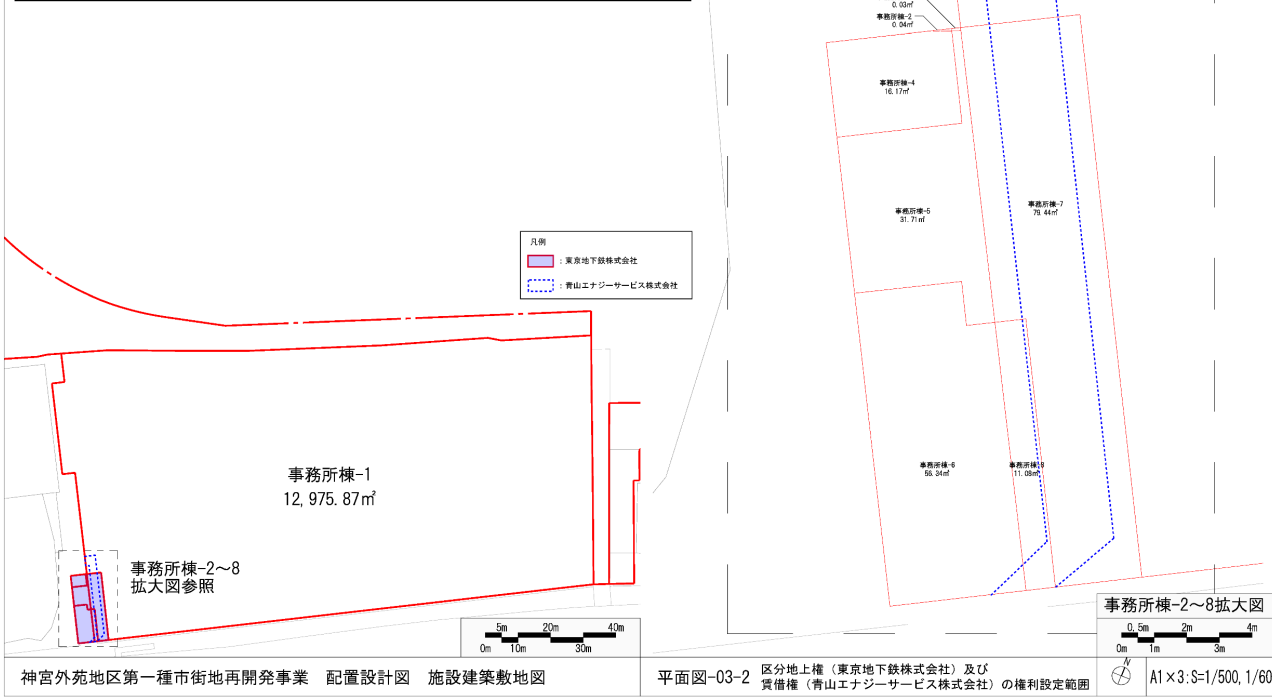 0.03㎡
事務所棟-2
0.04㎡
事務所棟-4
16.17㎡
事務所棟-5
31.71㎡
事務所棟-7
79.44㎡
凡例
：東京地下鉄株式会社
：青山エナジーサービス株式会社
事務所棟-1
12,975.87㎡
事務所棟-6
56.34㎡
事務所棟-8
11.08㎡
事務所棟-2～8
拡大図参照
5m 20m 40m
0m 10m 30m
事務所棟-2～8拡大図
0.5m 2m 4m
0m 1m 3m
神宮外苑地区第一種市街地再開発事業 配置設計図 施設建築敷地図
平面図-03-2
区分地上権（東京地下鉄株式会社）及び
賃借権（青山エナジーサービス株式会社）の権利設定範囲
N
A1×3:S=1/500,1/60